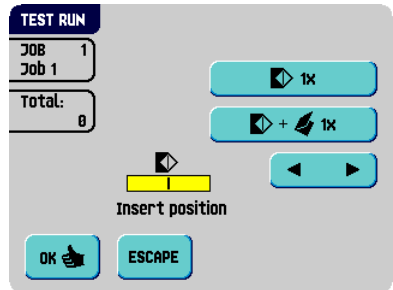 TEST RUN
JOB 1
Job 1
Total:
0
1x
+ 1x
Insert position
OK
ESCAPE